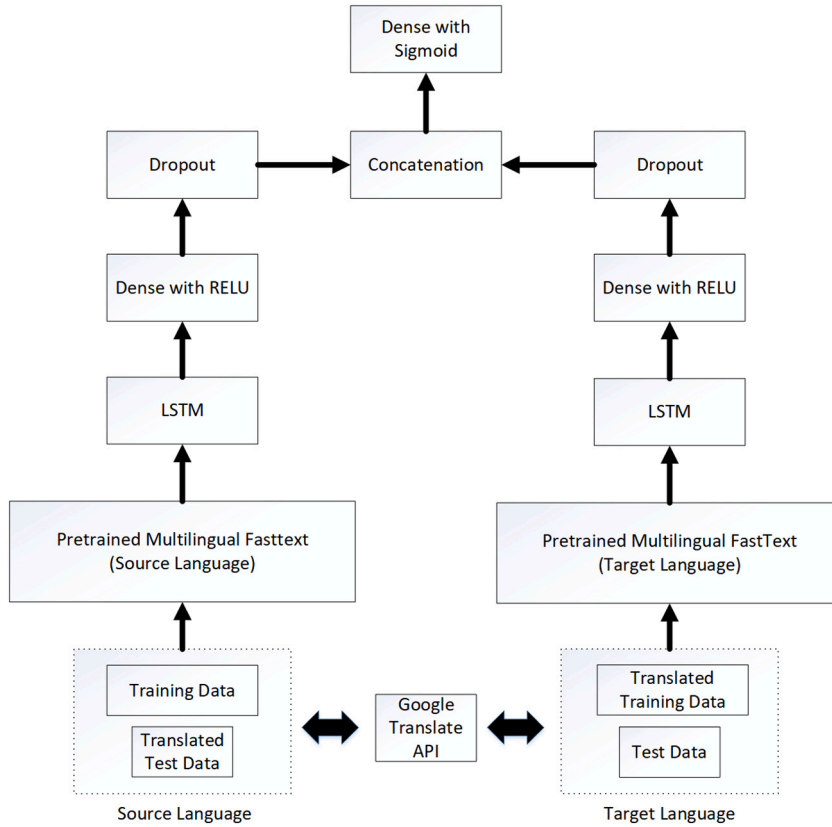 Dense with
Sigmoid
Dropout
Concatenation
Dropout
Dense with RELU
Dense with RELU
LSTM
LSTM
Pretrained Multilingual Fasttext
(Source Language)
Pretrained Multilingual FastText
(Target Language)
Training Data
Translated
Test Data
Google
Translate
API
Translated
Training Data
Test Data
Source Language
Target Language